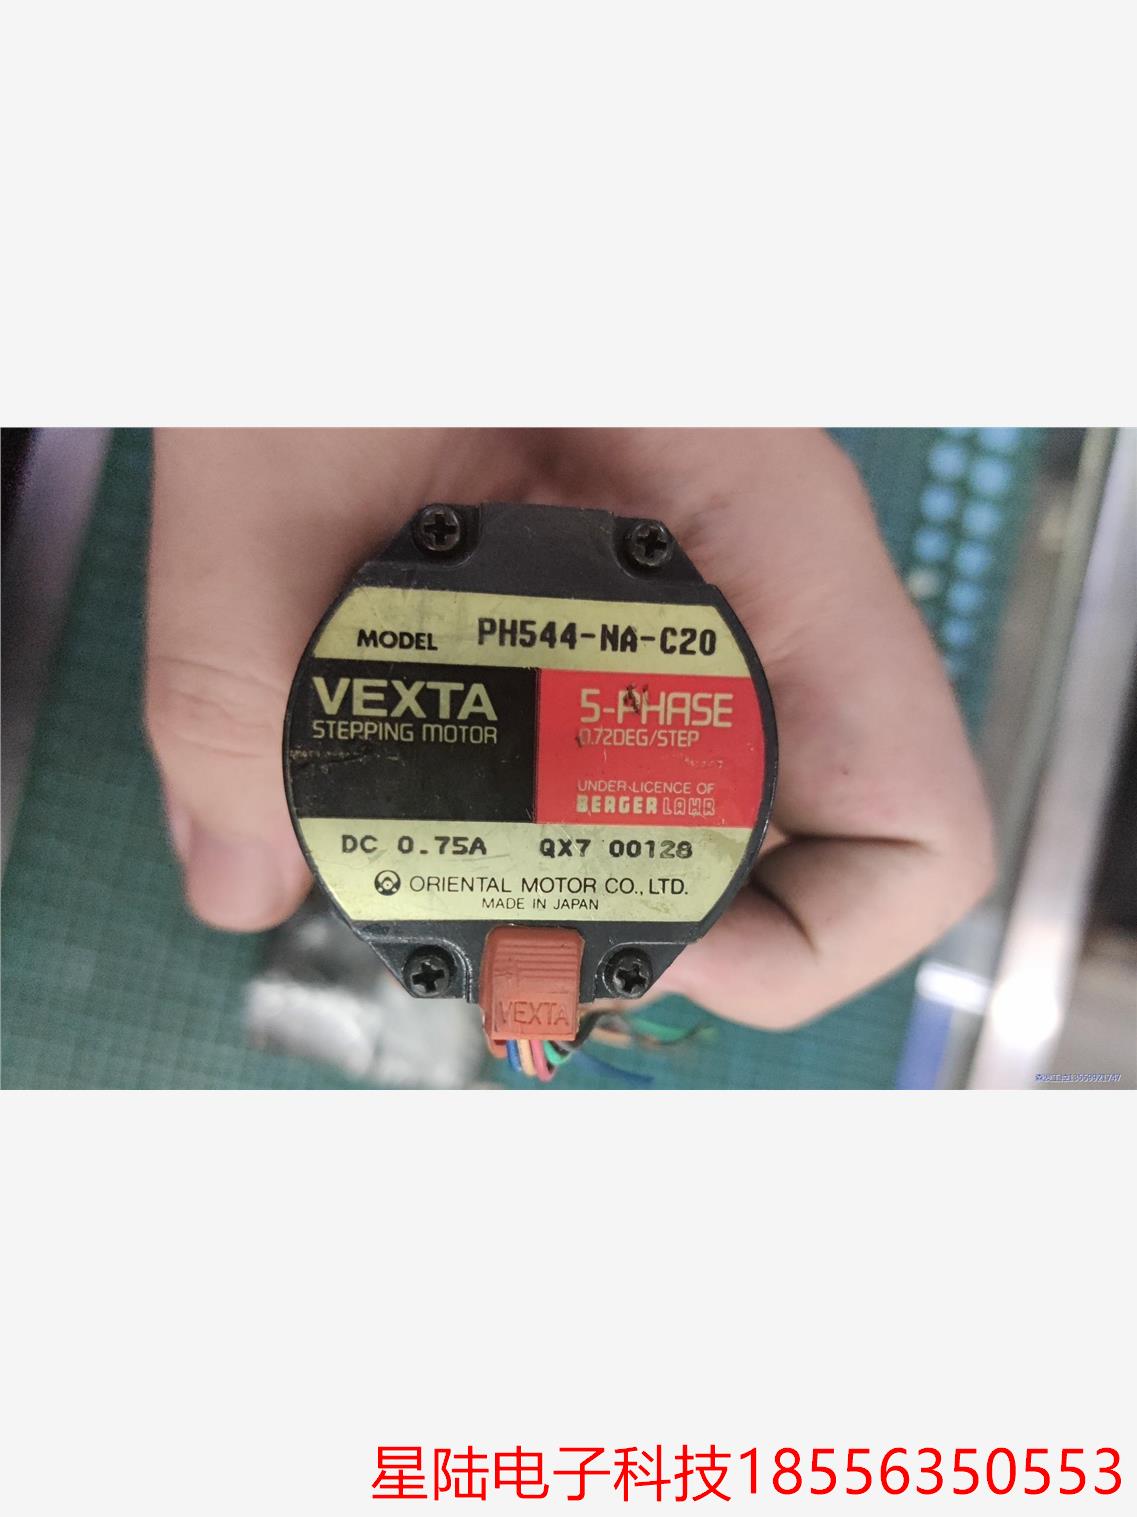 MODEL PH544-NA-C20
VEXTA
STEPPING MOTOR
5-PHASE
0.72DEG/STEP
UNDER LICENCE OF
BERGER LAHR
DC 0.75A QX7 00128
ORIENTAL MOTOR CO., LTD.
MADE IN JAPAN
VEXTA
星陆电子科技18556350553